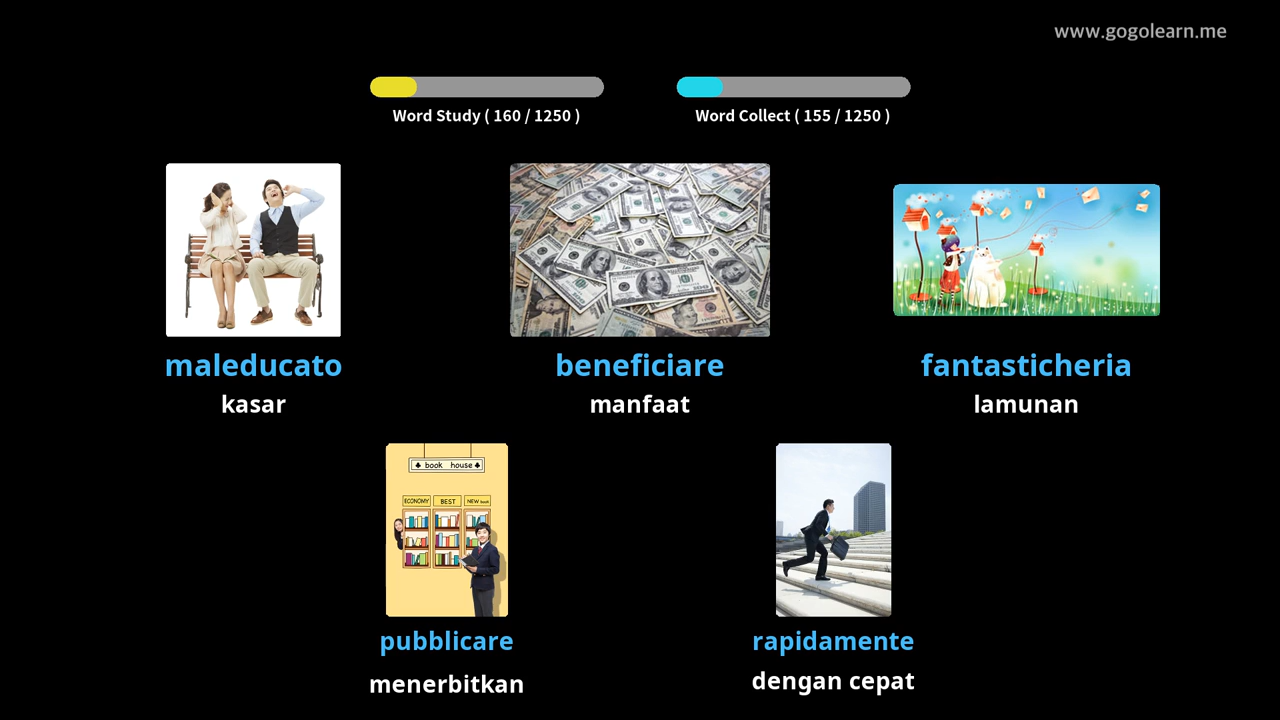 www.gogolearn.me
Word Study ( 160 / 1250 )
Word Collect ( 155 / 1250 )
maleducato
kasar
beneficiare
manfaat
fantasticheria
lamunan
♣ book house ♣
ECONOMY
BEST
NEW book
pubblicare
menerbitkan
rapidamente
dengan cepat